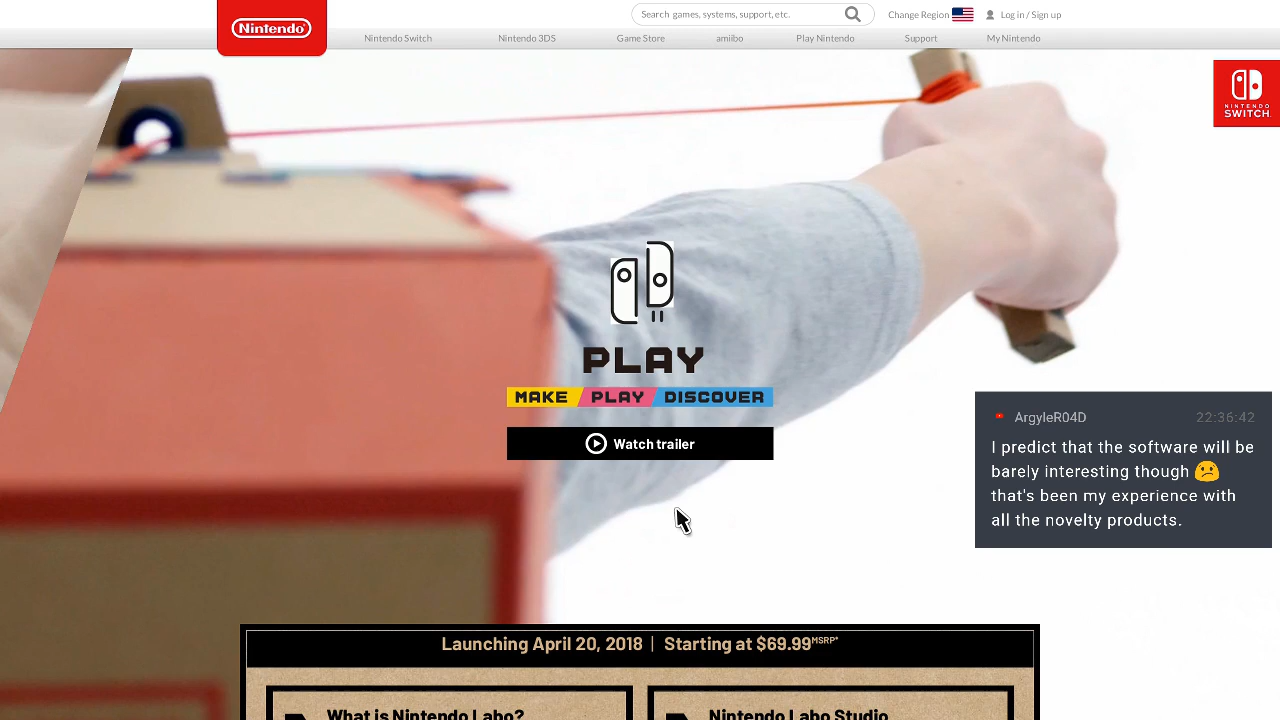 Nintendo
Search games, systems, support, etc.
Change Region
Log in / Sign up
Nintendo Switch
Nintendo 3DS
Game Store
amiibo
Play Nintendo
Support
My Nintendo
NINTENDO
SWITCH
PLAY
MAKE PLAY DISCOVER
Watch trailer
ArgyleR04D 22:36:42
I predict that the software will be
barely interesting though 😕
that's been my experience with
all the novelty products.
Launching April 20, 2018 | Starting at $69.99MSRP*
What is Nintendo Labo?
Nintendo Labo Studio